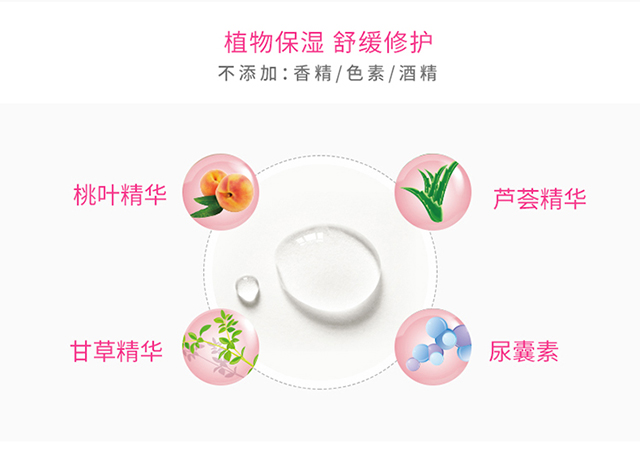 植物保湿 舒缓修护
不添加:香精/色素/酒精
桃叶精华
芦荟精华
甘草精华
尿囊素